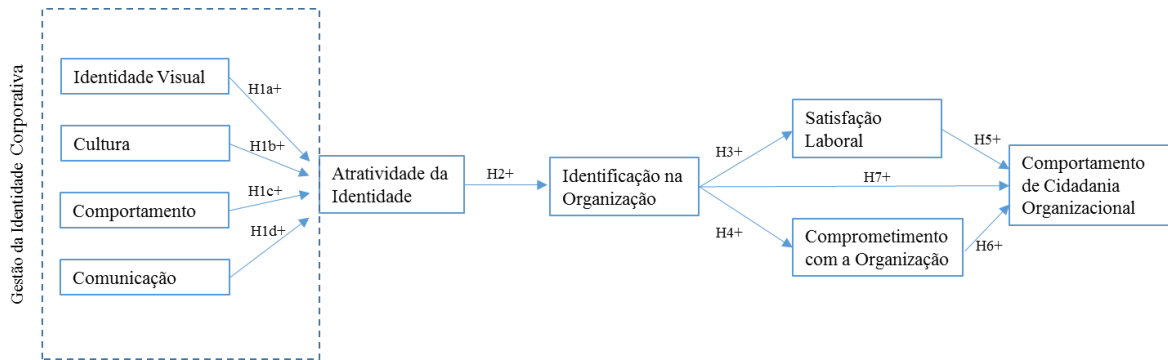 Gestão da Identidade Corporativa
Identidade Visual
Cultura
Comportamento
Comunicação
H1a+
H1b+
H1c+
H1d+
Atratividade da
Identidade
H2+
Identificação na
Organização
H3+
H7+
H4+
Satisfação
Laboral
Comprometimento
com a Organização
H5+
H6+
Comportamento
de Cidadania
Organizacional